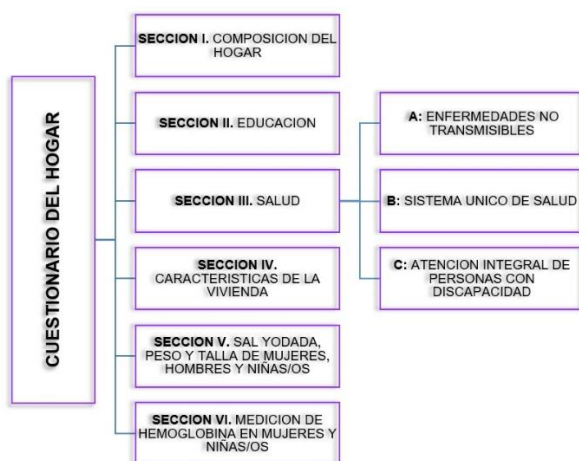 CUESTIONARIO DEL HOGAR
SECCION I. COMPOSICION DEL
HOGAR
SECCION II. EDUCACION
SECCION III. SALUD
SECCION IV.
CARACTERISTICAS DE LA
VIVIENDA
SECCION V. SAL YODADA,
PESO Y TALLA DE MUJERES,
HOMBRES Y NIÑAS/OS
SECCION VI. MEDICION DE
HEMOGLOBINA EN MUJERES Y
NIÑAS/OS
A: ENFERMEDADES NO
TRANSMISIBLES
B: SISTEMA UNICO DE SALUD
C: ATENCION INTEGRAL DE
PERSONAS CON
DISCAPACIDAD